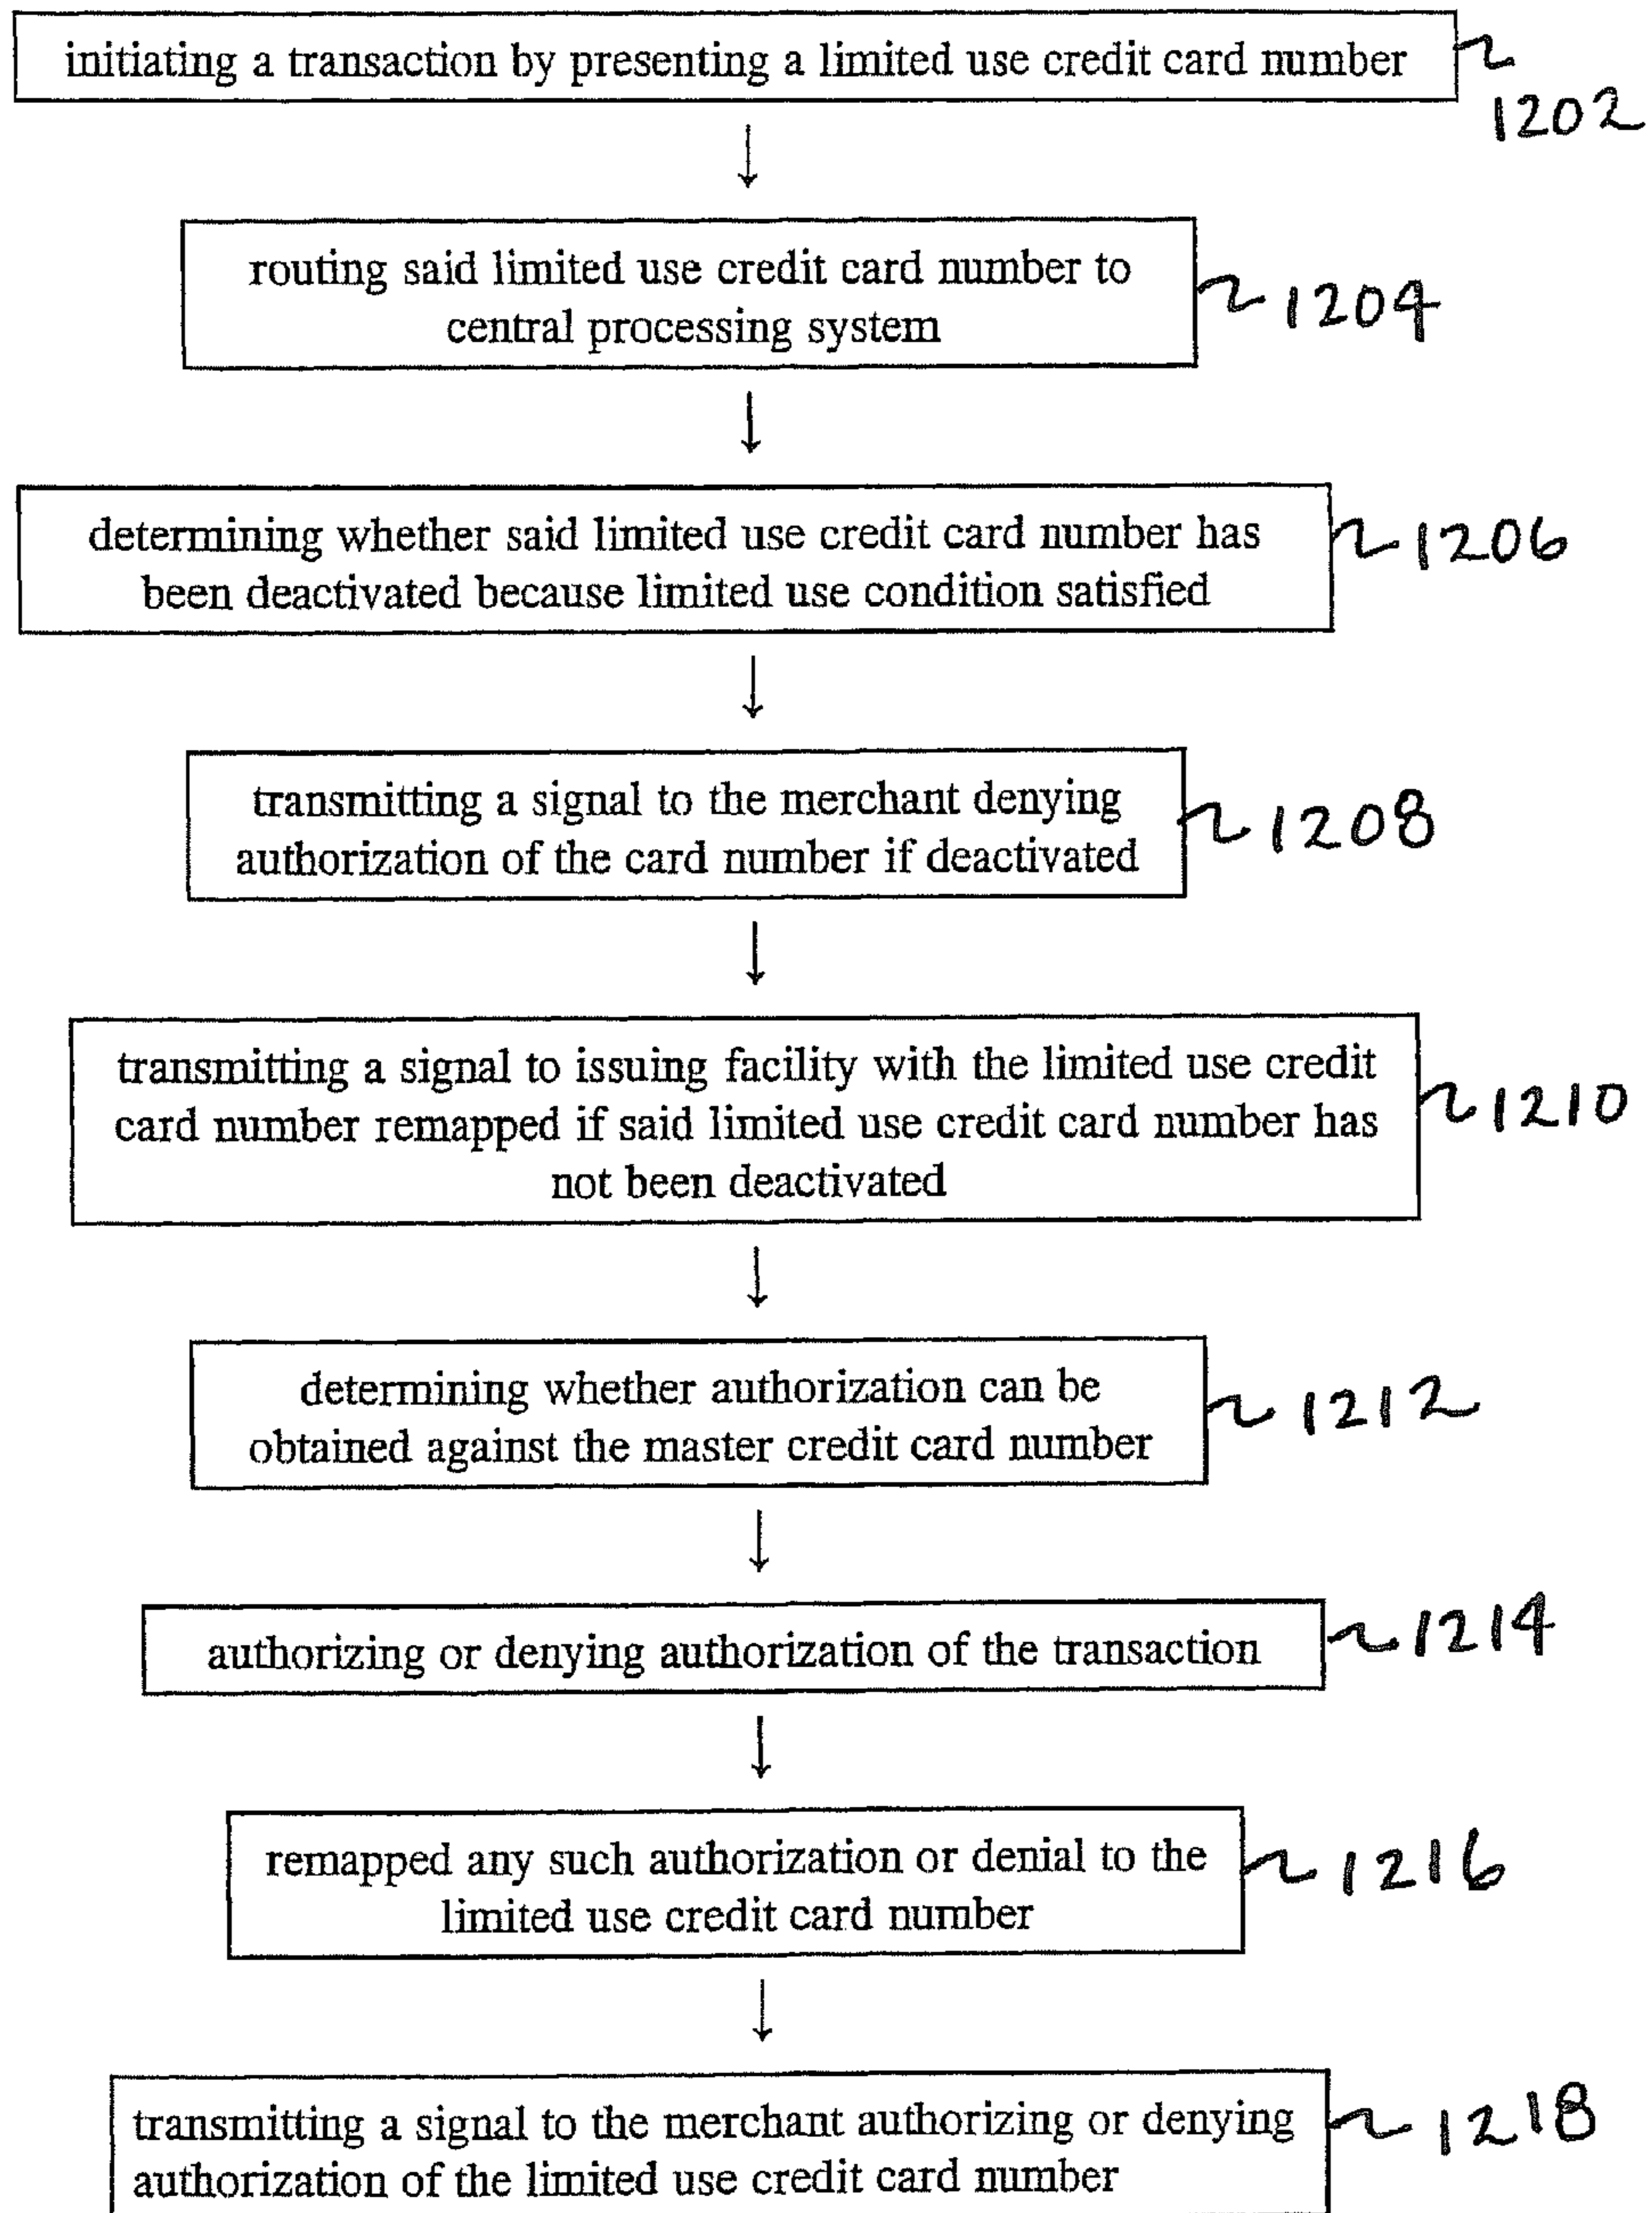 initiating a transaction by presenting a limited use credit card number
1202
routing said limited use credit card number to
central processing system
1204
determining whether said limited use credit card number has
been deactivated because limited use condition satisfied
1206
transmitting a signal to the merchant denying
authorization of the card number if deactivated
1208
transmitting a signal to issuing facility with the limited use credit
card number remapped if said limited use credit card number has
not been deactivated
1210
determining whether authorization can be
obtained against the master credit card number
1212
authorizing or denying authorization of the transaction
1214
remapped any such authorization or denial to the
limited use credit card number
1216
transmitting a signal to the merchant authorizing or denying
authorization of the limited use credit card number
1218